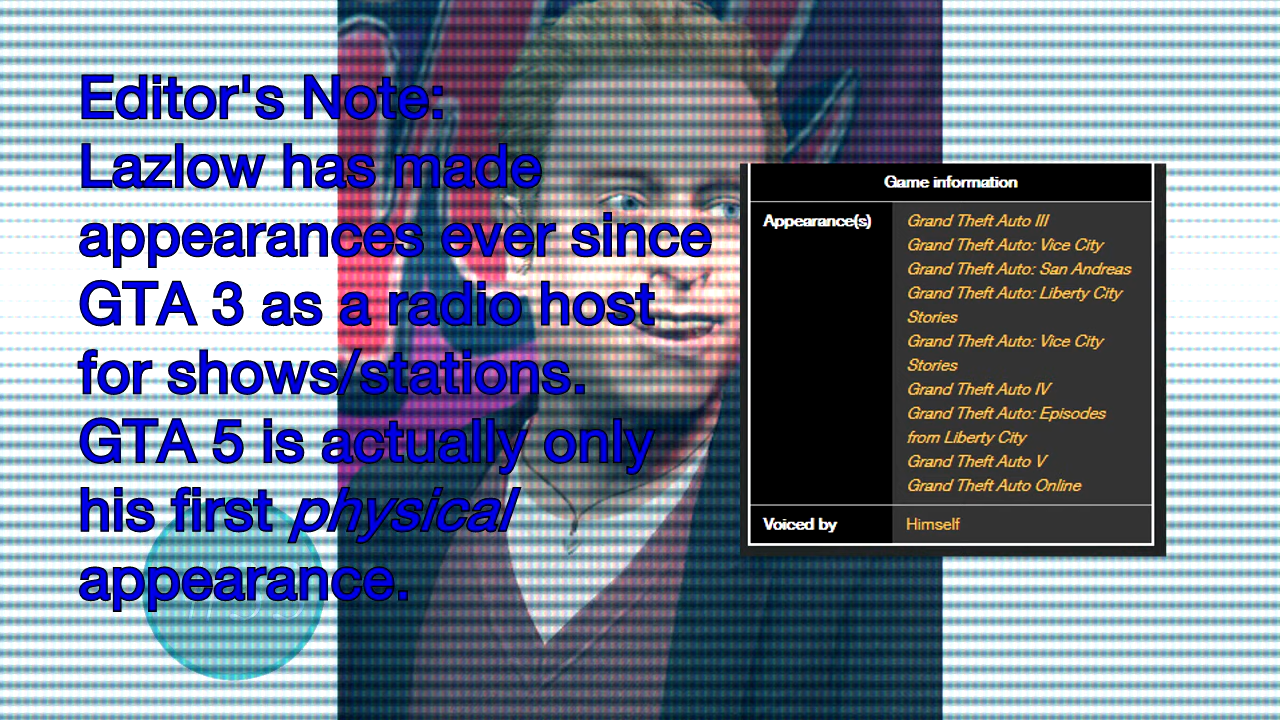 Editor's Note:
Lazlow has made
appearances ever since
GTA 3 as a radio host
for shows/stations.
GTA 5 is actually only
his first physical
appearance.
Game information
Appearance(s)
Grand Theft Auto III
Grand Theft Auto: Vice City
Grand Theft Auto: San Andreas
Grand Theft Auto: Liberty City
Stories
Grand Theft Auto: Vice City
Stories
Grand Theft Auto IV
Grand Theft Auto: Episodes
from Liberty City
Grand Theft Auto V
Grand Theft Auto Online
Voiced by
Himself